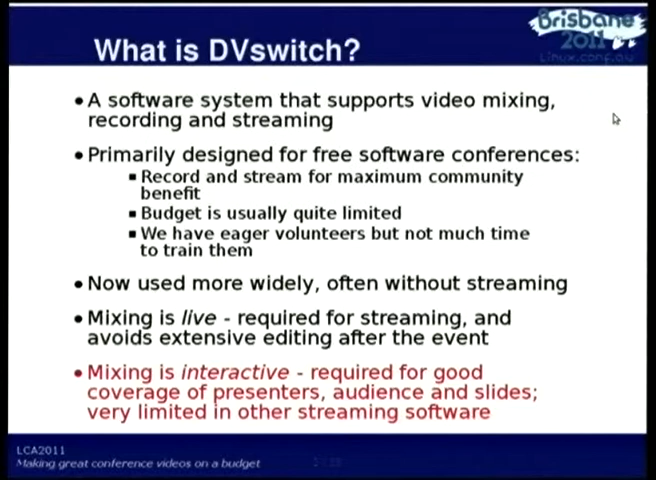 Brisbane
2011
linux.conf.au
What is DVswitch?
• A software system that supports video mixing,
recording and streaming
• Primarily designed for free software conferences:
▪ Record and stream for maximum community
benefit
▪ Budget is usually quite limited
▪ We have eager volunteers but not much time
to train them
• Now used more widely, often without streaming
• Mixing is live - required for streaming, and
avoids extensive editing after the event
• Mixing is interactive - required for good
coverage of presenters, audience and slides;
very limited in other streaming software
LCA2011
Making great conference videos on a budget